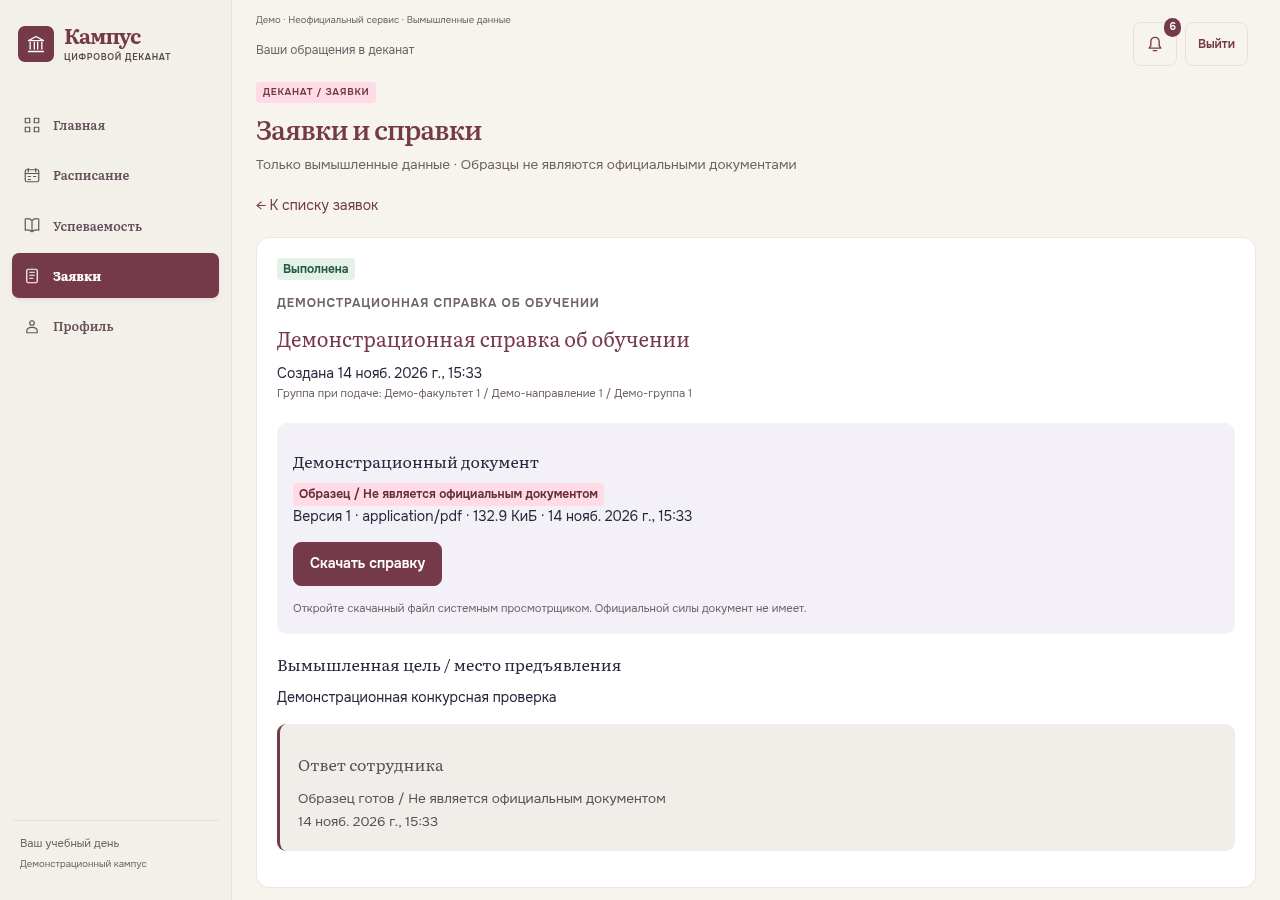 Кампус
ЦИФРОВОЙ ДЕКАНАТ
Главная
Расписание
Успеваемость
Заявки
Профиль
Ваш учебный день
Демонстрационный кампус
Демо · Неофициальный сервис · Вымышленные данные
Ваши обращения в деканат
6
Выйти
ДЕКАНАТ / ЗАЯВКИ
Заявки и справки
Только вымышленные данные · Образцы не являются официальными документами
← К списку заявок
Выполнена
ДЕМОНСТРАЦИОННАЯ СПРАВКА ОБ ОБУЧЕНИИ
Демонстрационная справка об обучении
Создана 14 нояб. 2026 г., 15:33
Группа при подаче: Демо-факультет 1 / Демо-направление 1 / Демо-группа 1
Демонстрационный документ
Образец / Не является официальным документом
Версия 1 · application/pdf · 132.9 КиБ · 14 нояб. 2026 г., 15:33
Скачать справку
Откройте скачанный файл системным просмотрщиком. Официальной силы документ не имеет.
Вымышленная цель / место предъявления
Демонстрационная конкурсная проверка
Ответ сотрудника
Образец готов / Не является официальным документом
14 нояб. 2026 г., 15:33